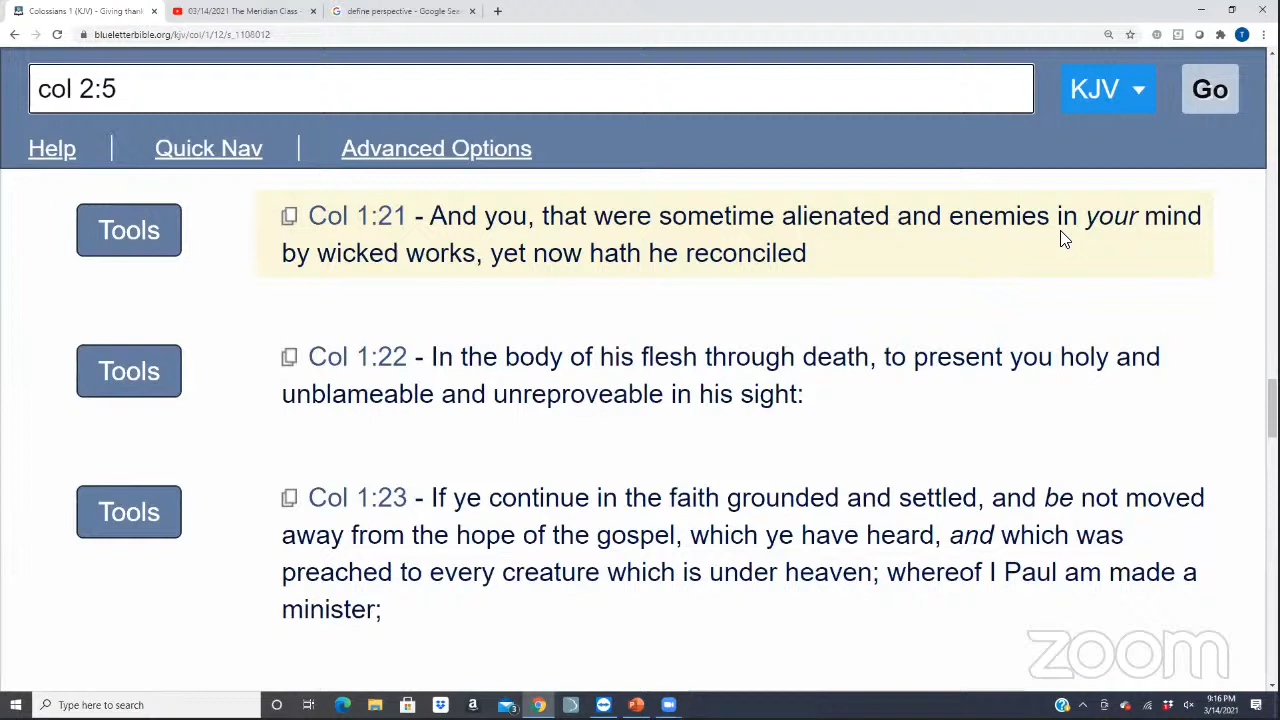 Colossians 1 (KJV) - Giving thank
03/14/2021 The Meridian Class -
define perspective - Google Sea
blueletterbible.org/kjv/col/1/12/s_1108012
col 2:5
KJV
Go
Help
Quick Nav
Advanced Options
Tools
Col 1:21 - And you, that were sometime alienated and enemies in your mind
by wicked works, yet now hath he reconciled
Tools
Col 1:22 - In the body of his flesh through death, to present you holy and
unblameable and unreproveable in his sight:
Tools
Col 1:23 - If ye continue in the faith grounded and settled, and be not moved
away from the hope of the gospel, which ye have heard, and which was
preached to every creature which is under heaven; whereof I Paul am made a
minister;
zoom
Type here to search
9:16 PM
3/14/2021